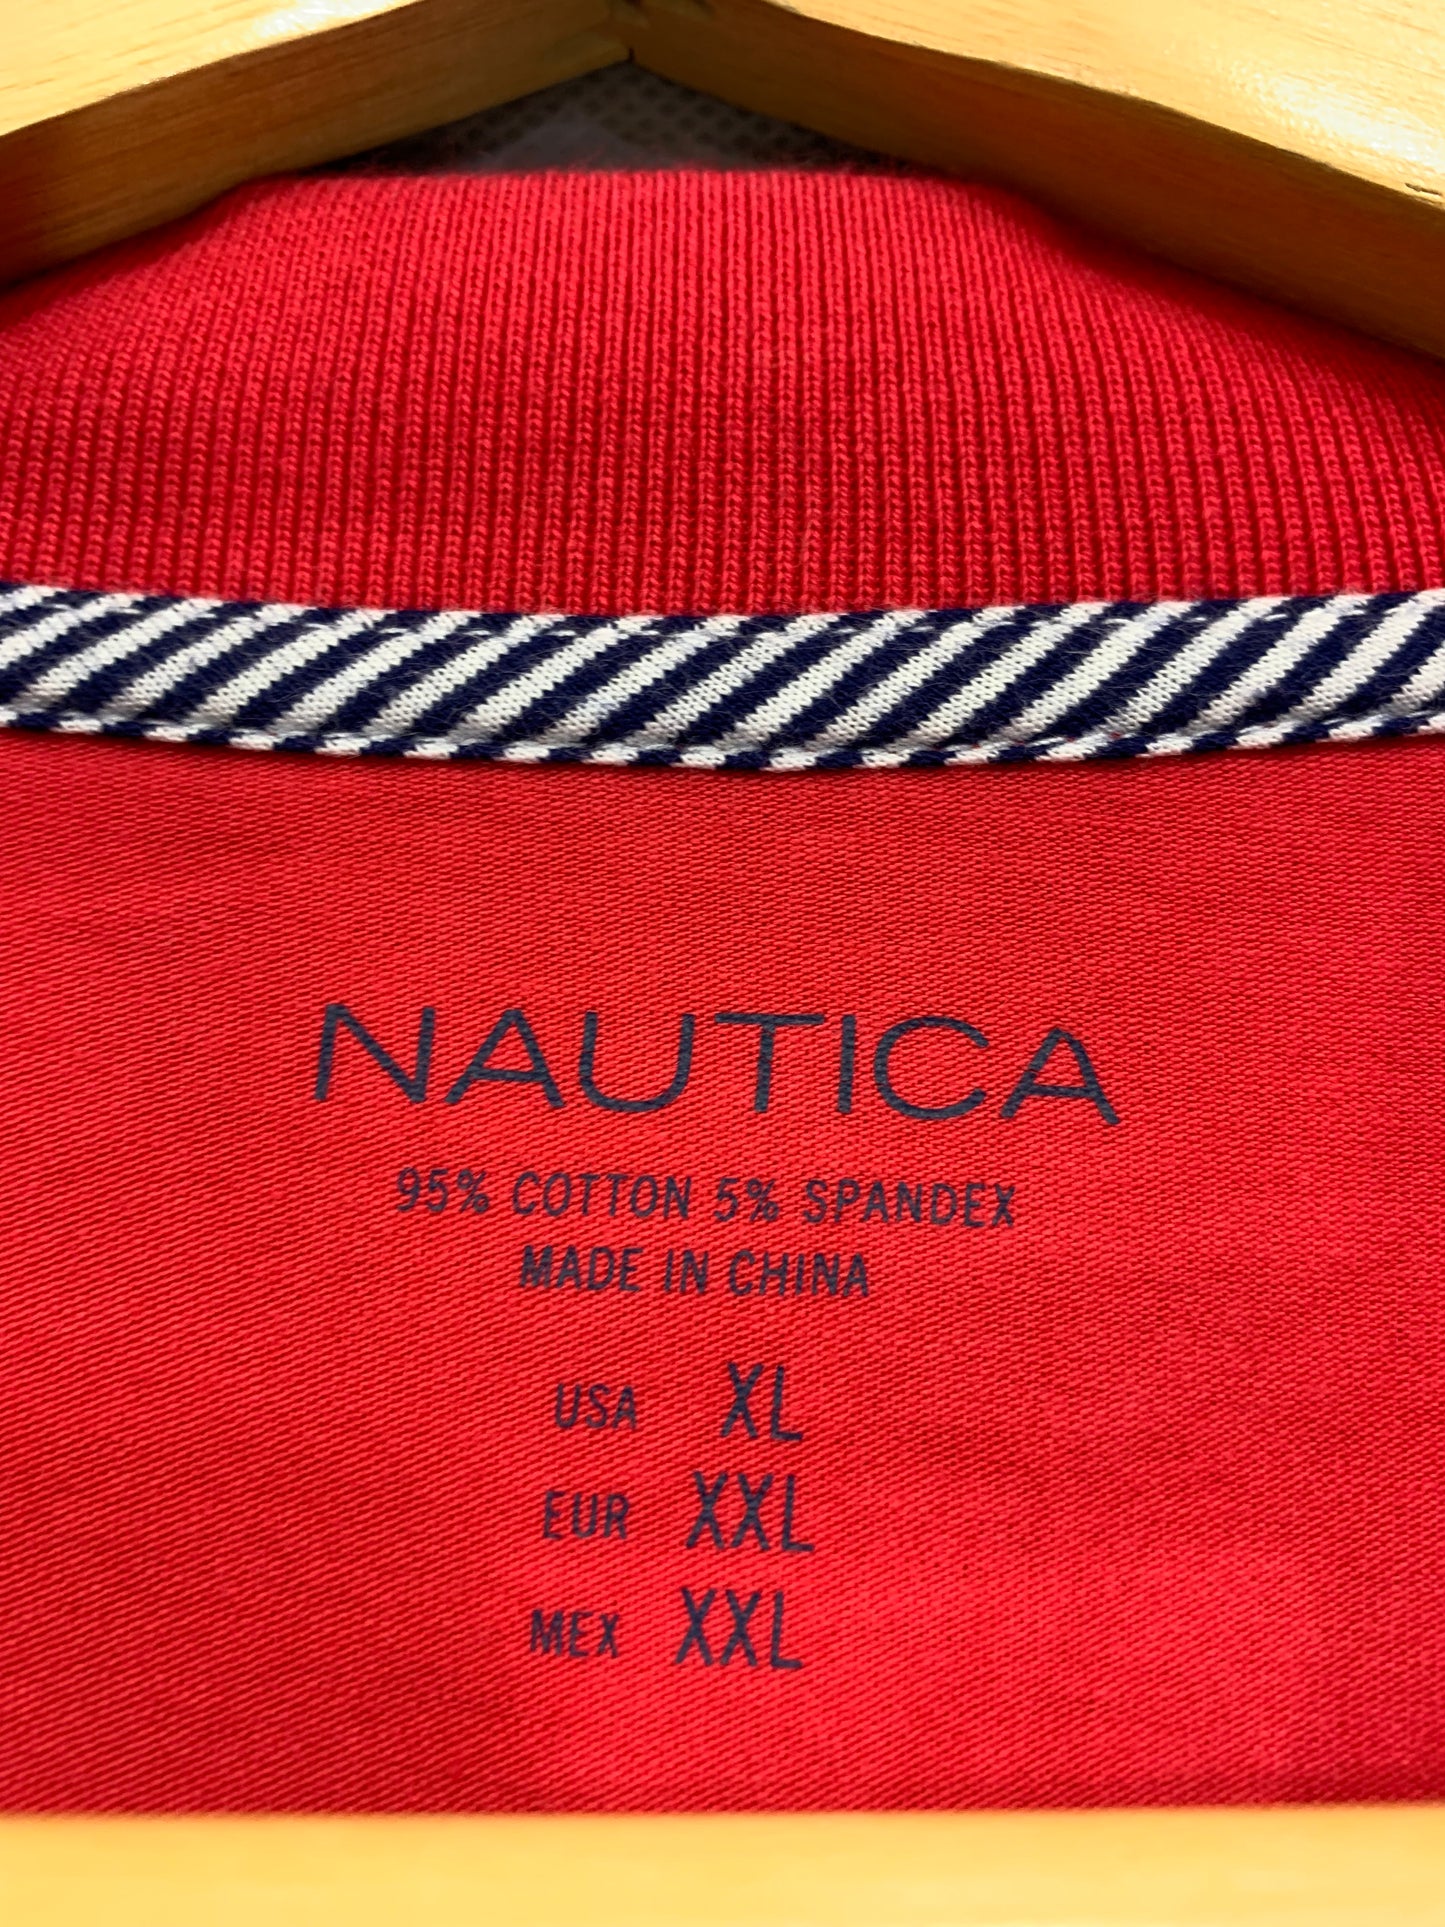 NAUTICA
95% COTTON 5% SPANDEX
MADE IN CHINA
USA XL
EUR XXL
MEX XXL